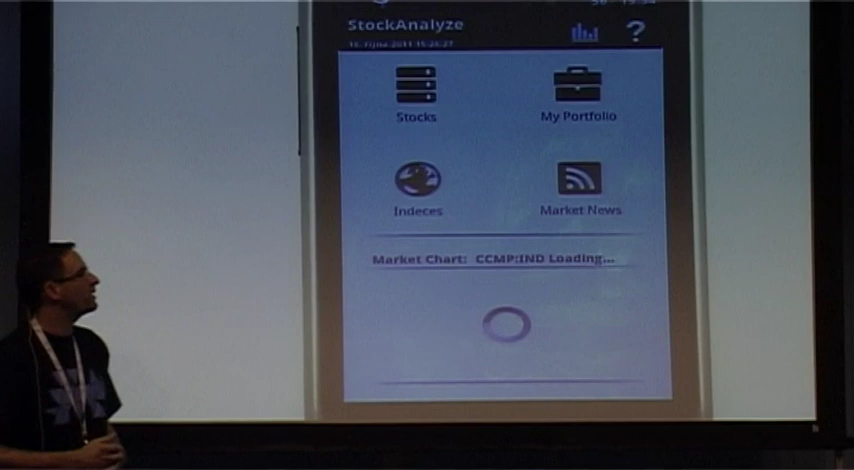 StockAnalyze
?
Stocks
My Portfolio
Indeces
Market News
Market Chart: CCMP:IND Loading...